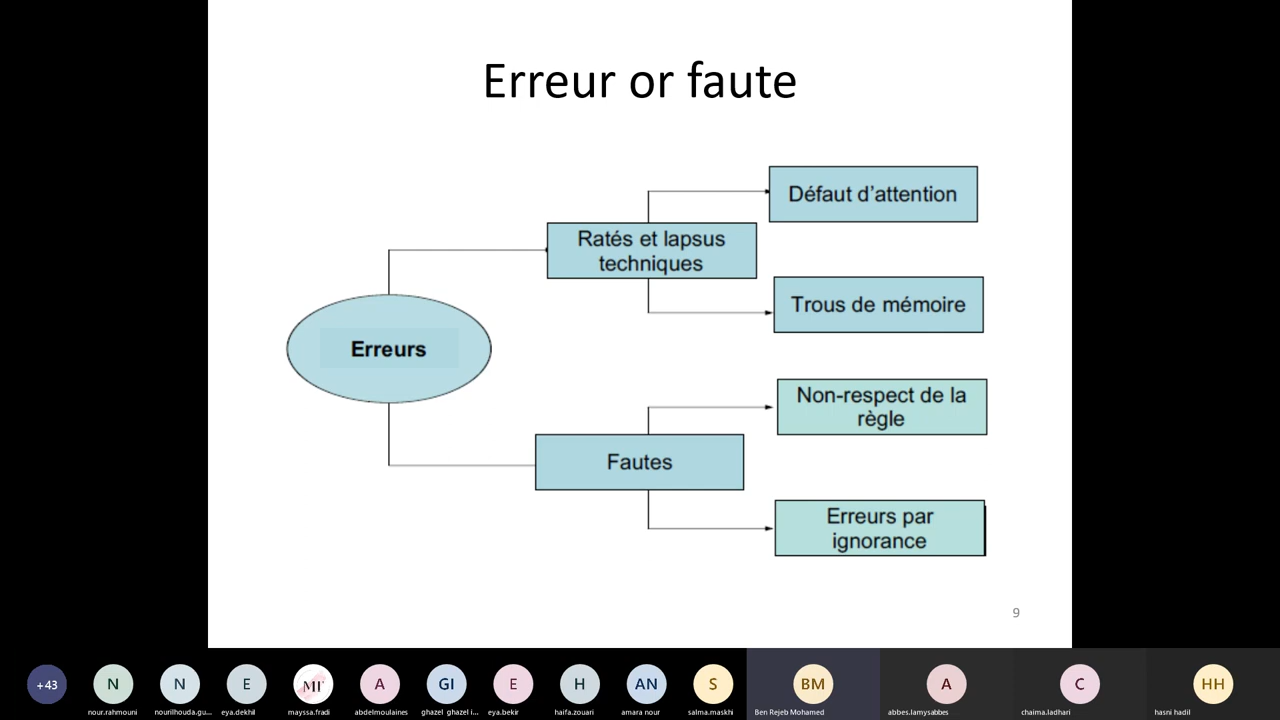 Erreur or faute
Défaut d’attention
Ratés et lapsus
techniques
Trous de mémoire
Erreurs
Non-respect de la
règle
Fautes
Erreurs par
ignorance
9
+43
N
N
E
MF
A
GI
E
H
AN
S
BM
A
C
HH
nour.rahmouni
nourilhouda.gu...
eya.dekhil
mayssa.fradi
abdelmoulaines
ghazel ghazel i...
eya.bekir
haifa.zouari
amara nour
salma.maskhi
Ben Rejeb Mohamed
abbes.lamysabbes
chaima.ladhari
hasni hadil